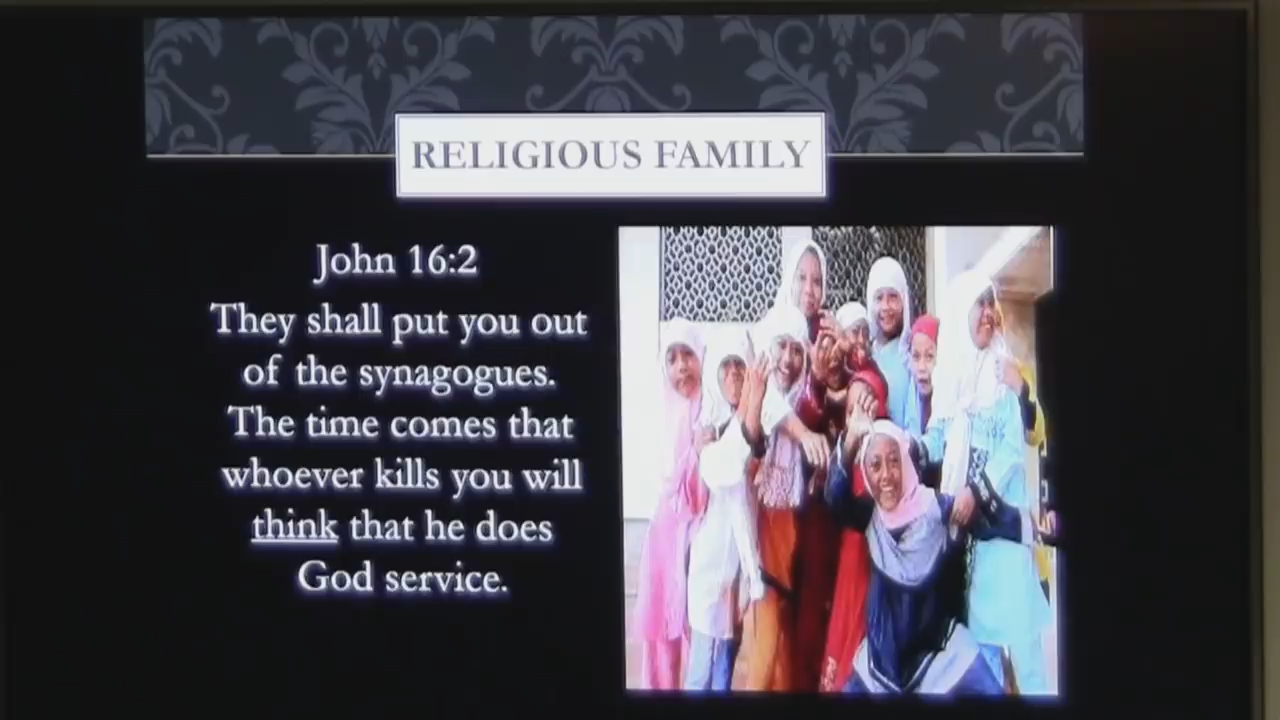 RELIGIOUS FAMILY
John 16:2
They shall put you out
of the synagogues.
The time comes that
whoever kills you will
think that he does
God service.